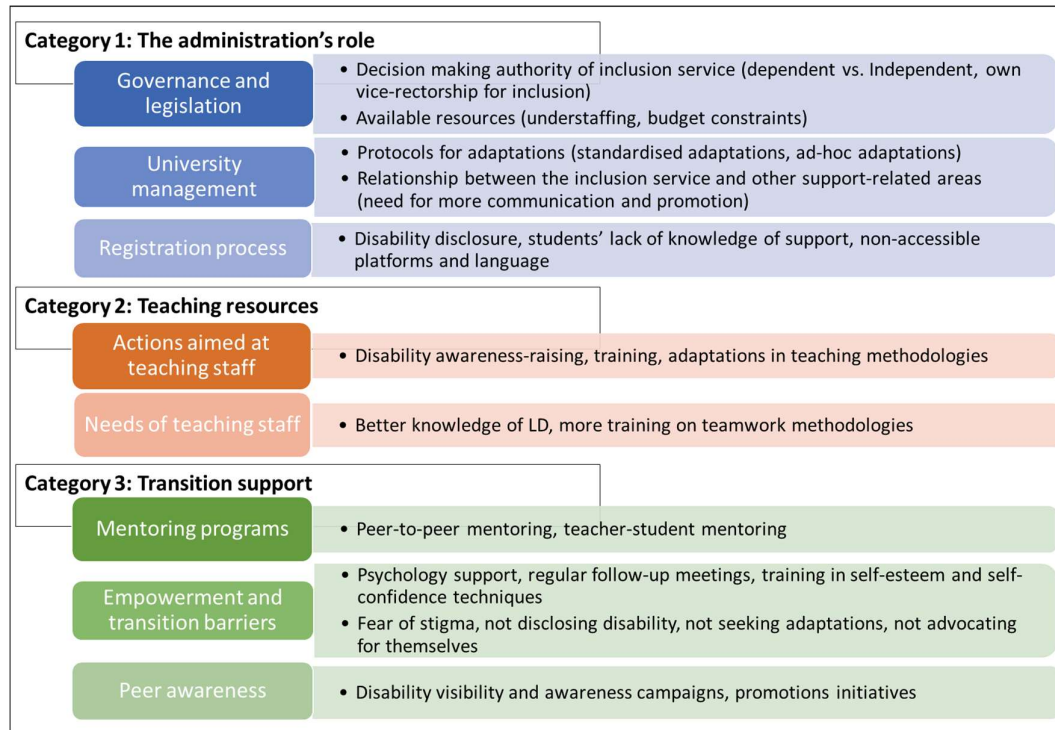 Category 1: The administration's role
Governance and
legislation
• Decision making authority of inclusion service (dependent vs. Independent, own
vice-rectorship for inclusion)
• Available resources (understaffing, budget constraints)
University
management
• Protocols for adaptations (standardised adaptations, ad-hoc adaptations)
• Relationship between the inclusion service and other support-related areas
(need for more communication and promotion)
Registration process
• Disability disclosure, students' lack of knowledge of support, non-accessible
platforms and language
Category 2: Teaching resources
Actions aimed at
teaching staff
• Disability awareness-raising, training, adaptations in teaching methodologies
Needs of teaching staff
• Better knowledge of LD, more training on teamwork methodologies
Category 3: Transition support
Mentoring programs
• Peer-to-peer mentoring, teacher-student mentoring
Empowerment and
transition barriers
• Psychology support, regular follow-up meetings, training in self-esteem and self-
confidence techniques
• Fear of stigma, not disclosing disability, not seeking adaptations, not advocating
for themselves
Peer awareness
• Disability visibility and awareness campaigns, promotions initiatives